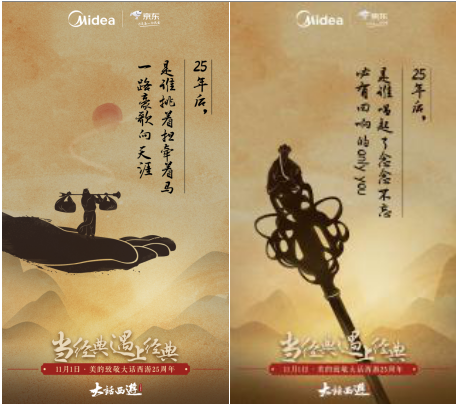 Midea 京东
25年后，
是谁挑着担牵着马
一路豪歌向天涯
当经典遇上经典
11月1日·美的致敬大话西游25周年
大话西游
Midea 京东
25年后，
是谁唱起了念念不忘
必有回响的only you
当经典遇上经典
11月1日·美的致敬大话西游25周年
大话西游